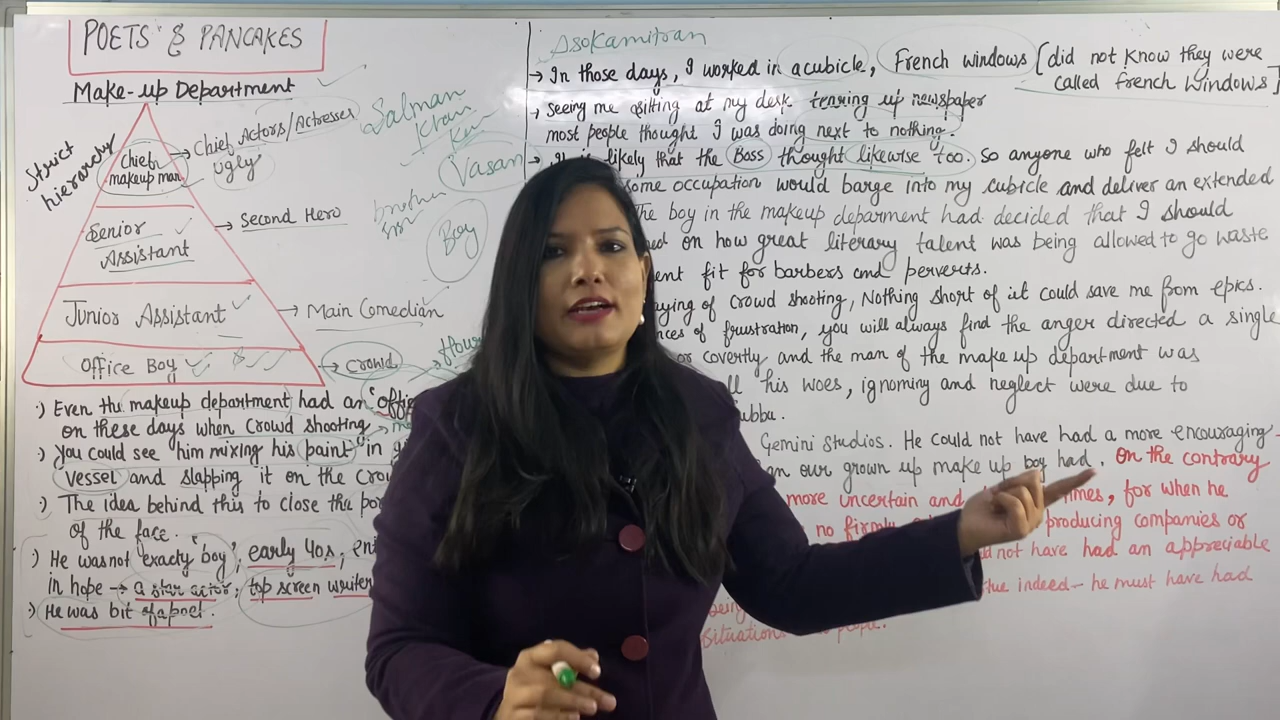 POETS & PANCAKES
Make-up Department
Strict hierarchy
Chief makeup man
Chief Actors/Actresses
ugly
Senior Assistant
Second Hero
Junior Assistant
Main Comedian
Office Boy
Crowd
Salman
Khan
Vasan
Boy
:) Even the makeup department had an "offi
on these days when crowd shooting
:) You could see him mixing his paint in gi
vessel and slapping it on the cro
:) The idea behind this to close the po
of the face.
:) He was not exactly "boy", early 40s, ent
in hope → a star actor, top screen writer
:) He was bit of a poet.
Asokamitran
→ In those days, I worked in a cubicle, French windows [did not know they were
called French Windows]
→ seeing me sitting at my desk tearing up newspaper
most people thought I was doing next to nothing.
likely that the Boss thought likewise too. So anyone who felt I should
some occupation would barge into my cubicle and deliver an extended
The boy in the makeup deparment had decided that I should
on how great literary talent was being allowed to go waste
ent fit for barbers and perverts.
aying of crowd shooting, Nothing short of it could save me from epics.
nces of frustration, you will always find the anger directed a single
or covertly and the man of the make up department was
ll his woes, ignominy and neglect were due to
ubbu.
Gemini Studios. He could not have had a more encouraging
an our grown up make up boy had. On the contrary
more uncertain and times, for when he
no firmly producing companies or
not have had an appreciable
indeed - he must have had
being
situations people.